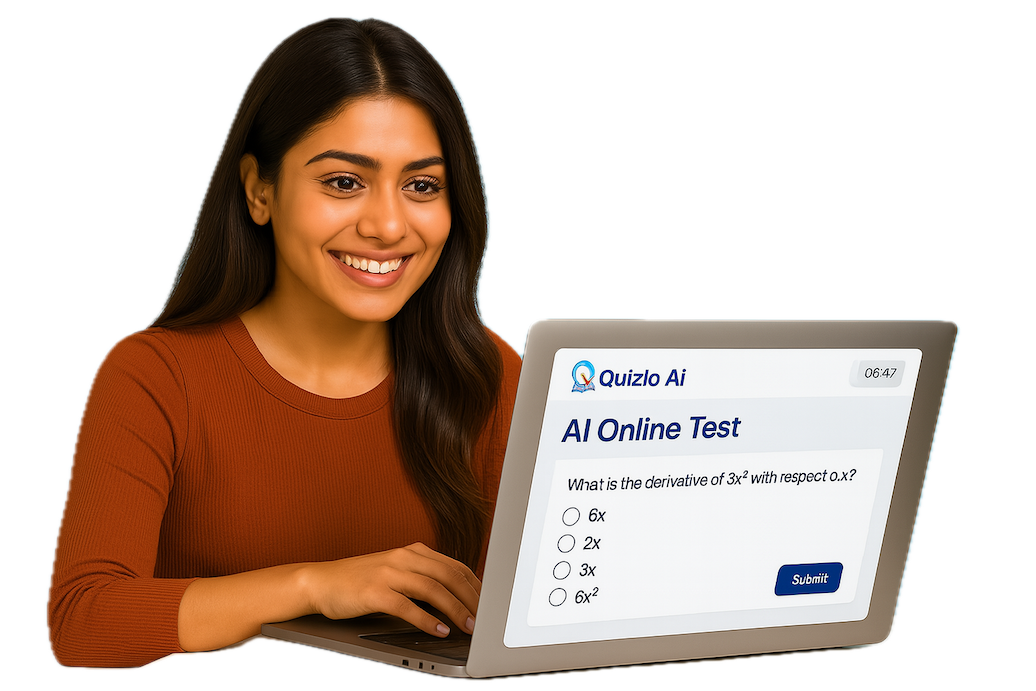 Quizlo Ai
06:47
AI Online Test
What is the derivative of 3x² with respect o.x?
6x
2x
3x
6x²
Submiit